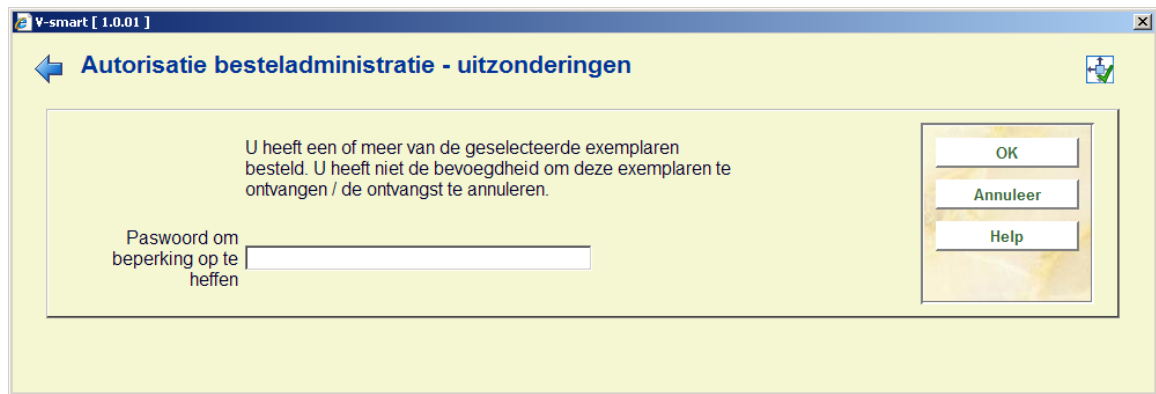 V-smart [ 1.0.01 ]
Autorisatie besteladministratie - uitzonderingen
U heeft een of meer van de geselecteerde exemplaren
besteld. U heeft niet de bevoegdheid om deze exemplaren te
ontvangen / de ontvangst te annuleren.
Paswoord om
beperking op te
heffen
OK
Annuleer
Help